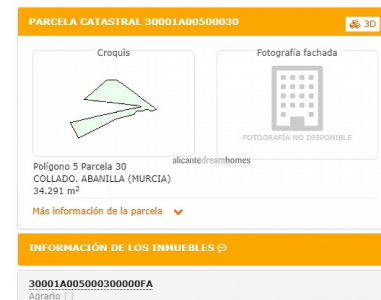 PARCELA CATASTRAL 30001A00500030
3D
Croquis
Fotografía fachada
FOTOGRAFÍA NO DISPONIBLE
alicantedreamhomes
Polígono 5 Parcela 30
COLLADO. ABANILLA (MURCIA)
34.291 m²
Más información de la parcela
INFORMACIÓN DE LOS INMUEBLES
30001A005000300000FA
Agrario | |